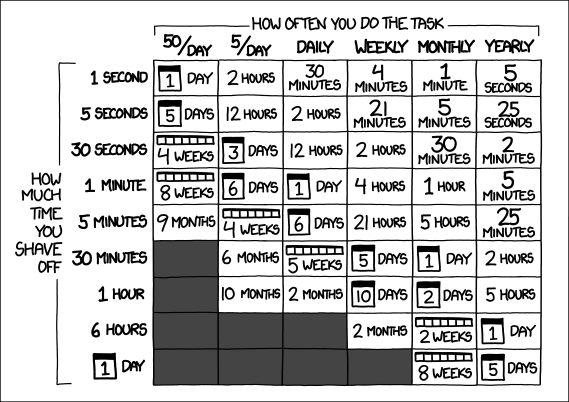 HOW OFTEN YOU DO THE TASK
50/DAY 5/DAY DAILY WEEKLY MONTHLY YEARLY
HOW MUCH TIME YOU SHAVE OFF
1 SECOND 1 DAY 2 HOURS 30 MINUTES 4 MINUTES 1 MINUTE 5 SECONDS
5 SECONDS 5 DAYS 12 HOURS 2 HOURS 21 MINUTES 5 MINUTES 25 SECONDS
30 SECONDS 4 WEEKS 3 DAYS 12 HOURS 2 HOURS 30 MINUTES 2 MINUTES
1 MINUTE 8 WEEKS 6 DAYS 1 DAY 4 HOURS 1 HOUR 5 MINUTES
5 MINUTES 9 MONTHS 4 WEEKS 6 DAYS 21 HOURS 5 HOURS 25 MINUTES
30 MINUTES 6 MONTHS 5 WEEKS 5 DAYS 1 DAY 2 HOURS
1 HOUR 10 MONTHS 2 MONTHS 10 DAYS 2 DAYS 5 HOURS
6 HOURS 2 MONTHS 2 WEEKS 1 DAY
1 DAY 8 WEEKS 5 DAYS